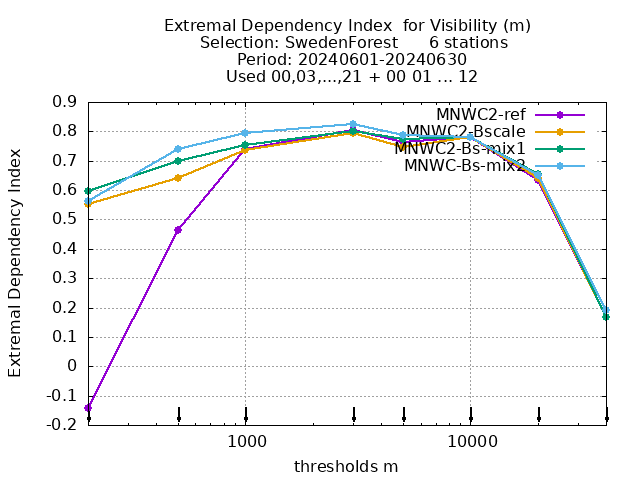 Extremal Dependency Index  for Visibility (m)
Selection: SwedenForest      6 stations
Period: 20240601-20240630
Used 00,03,...,21 + 00 01 ... 12
MNWC2-ref
MNWC2-Bscale
MNWC2-Bs-mix1
MNWC-Bs-mix2
Extremal Dependency Index
0.9
0.8
0.7
0.6
0.5
0.4
0.3
0.2
0.1
0
-0.1
-0.2
1000 10000
thresholds m